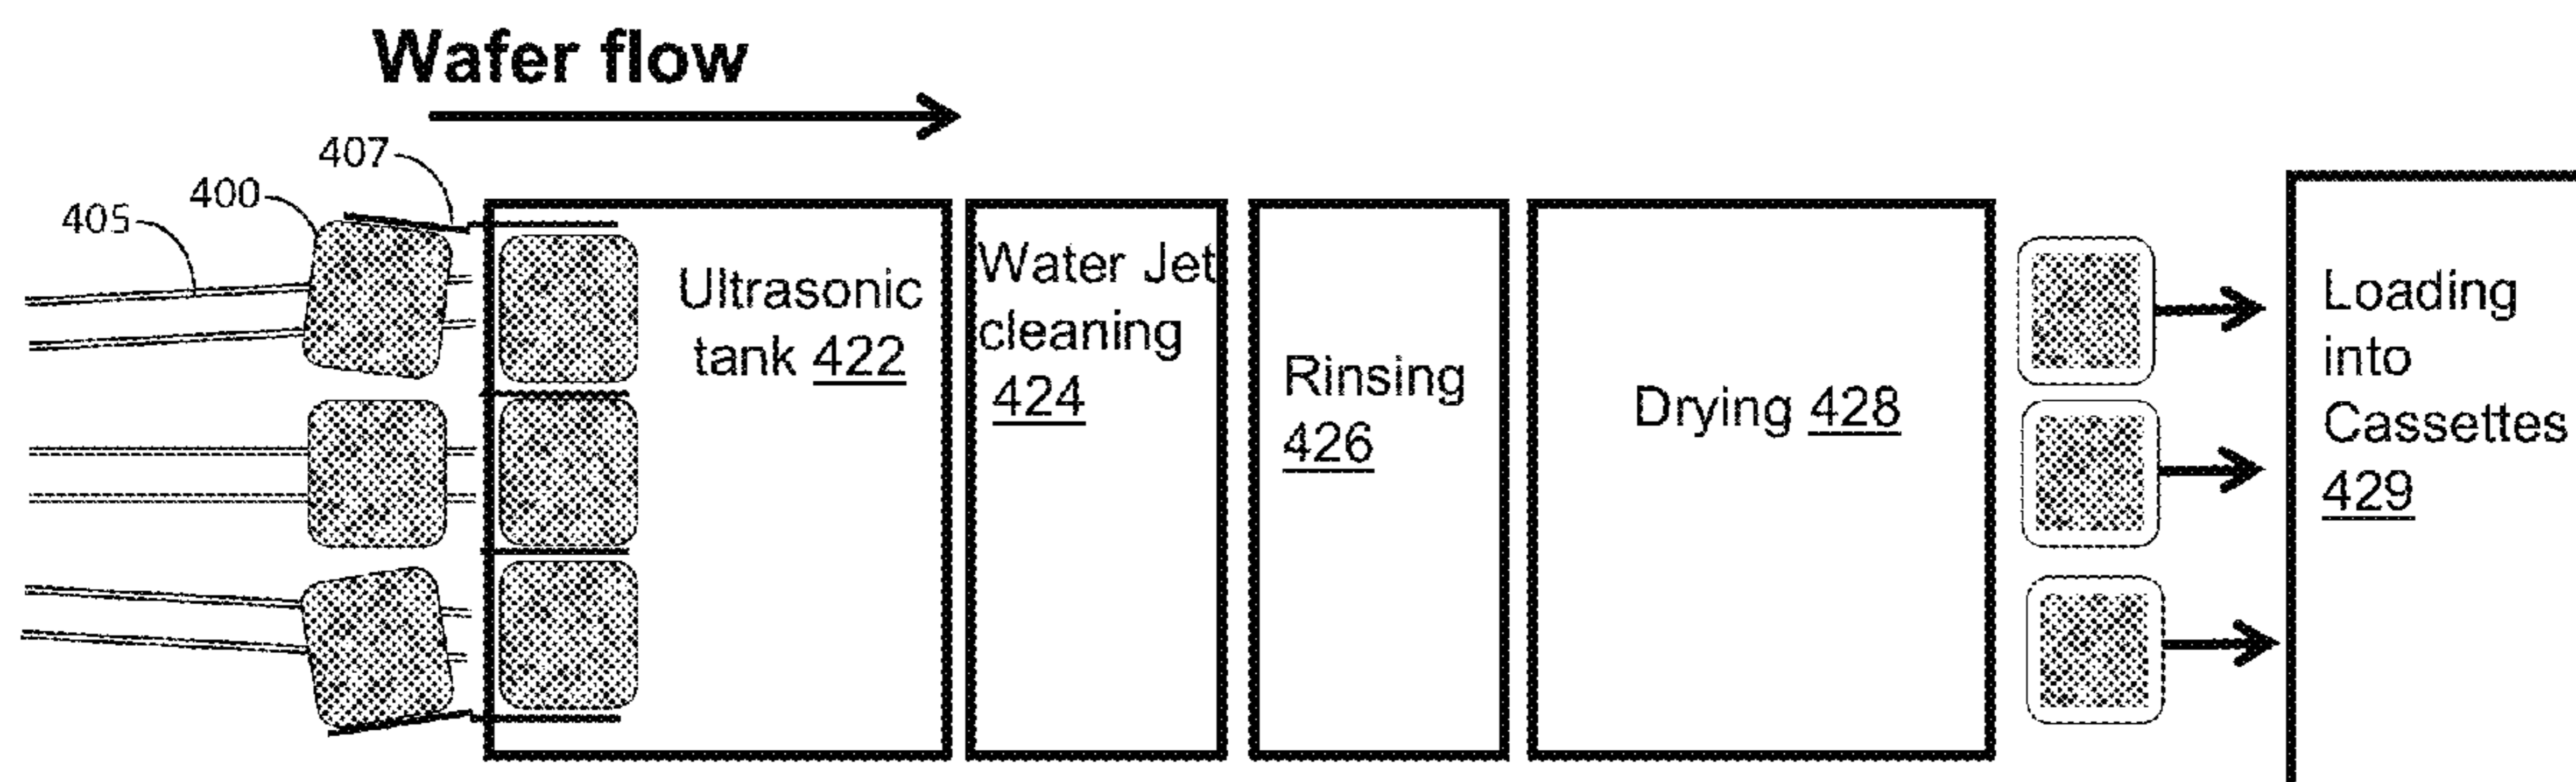 Wafer flow
407
400
405
Ultrasonic
tank 422
Water Jet
cleaning
424
Rinsing
426
Drying 428
Loading
into
Cassettes
429